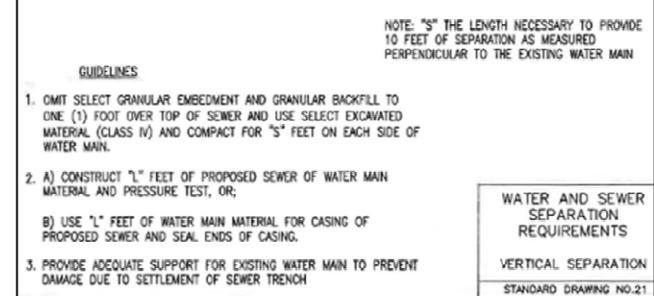 NOTE: "S" THE LENGTH NECESSARY TO PROVIDE
10 FEET OF SEPARATION AS MEASURED
PERPENDICULAR TO THE EXISTING WATER MAIN
GUIDELINES
1. OMIT SELECT GRANULAR EMBEDMENT AND GRANULAR BACKFILL TO
ONE (1) FOOT OVER TOP OF SEWER AND USE SELECT EXCAVATED
MATERIAL (CLASS IV) AND COMPACT FOR "S" FEET ON EACH SIDE OF
WATER MAIN.
2. A) CONSTRUCT "L" FEET OF PROPOSED SEWER OF WATER MAIN
MATERIAL AND PRESSURE TEST, OR;
B) USE "L" FEET OF WATER MAIN MATERIAL FOR CASING OF
PROPOSED SEWER AND SEAL ENDS OF CASING.
3. PROVIDE ADEQUATE SUPPORT FOR EXISTING WATER MAIN TO PREVENT
DAMAGE DUE TO SETTLEMENT OF SEWER TRENCH
WATER AND SEWER
SEPARATION
REQUIREMENTS
VERTICAL SEPARATION
STANDARD DRAWING NO.21